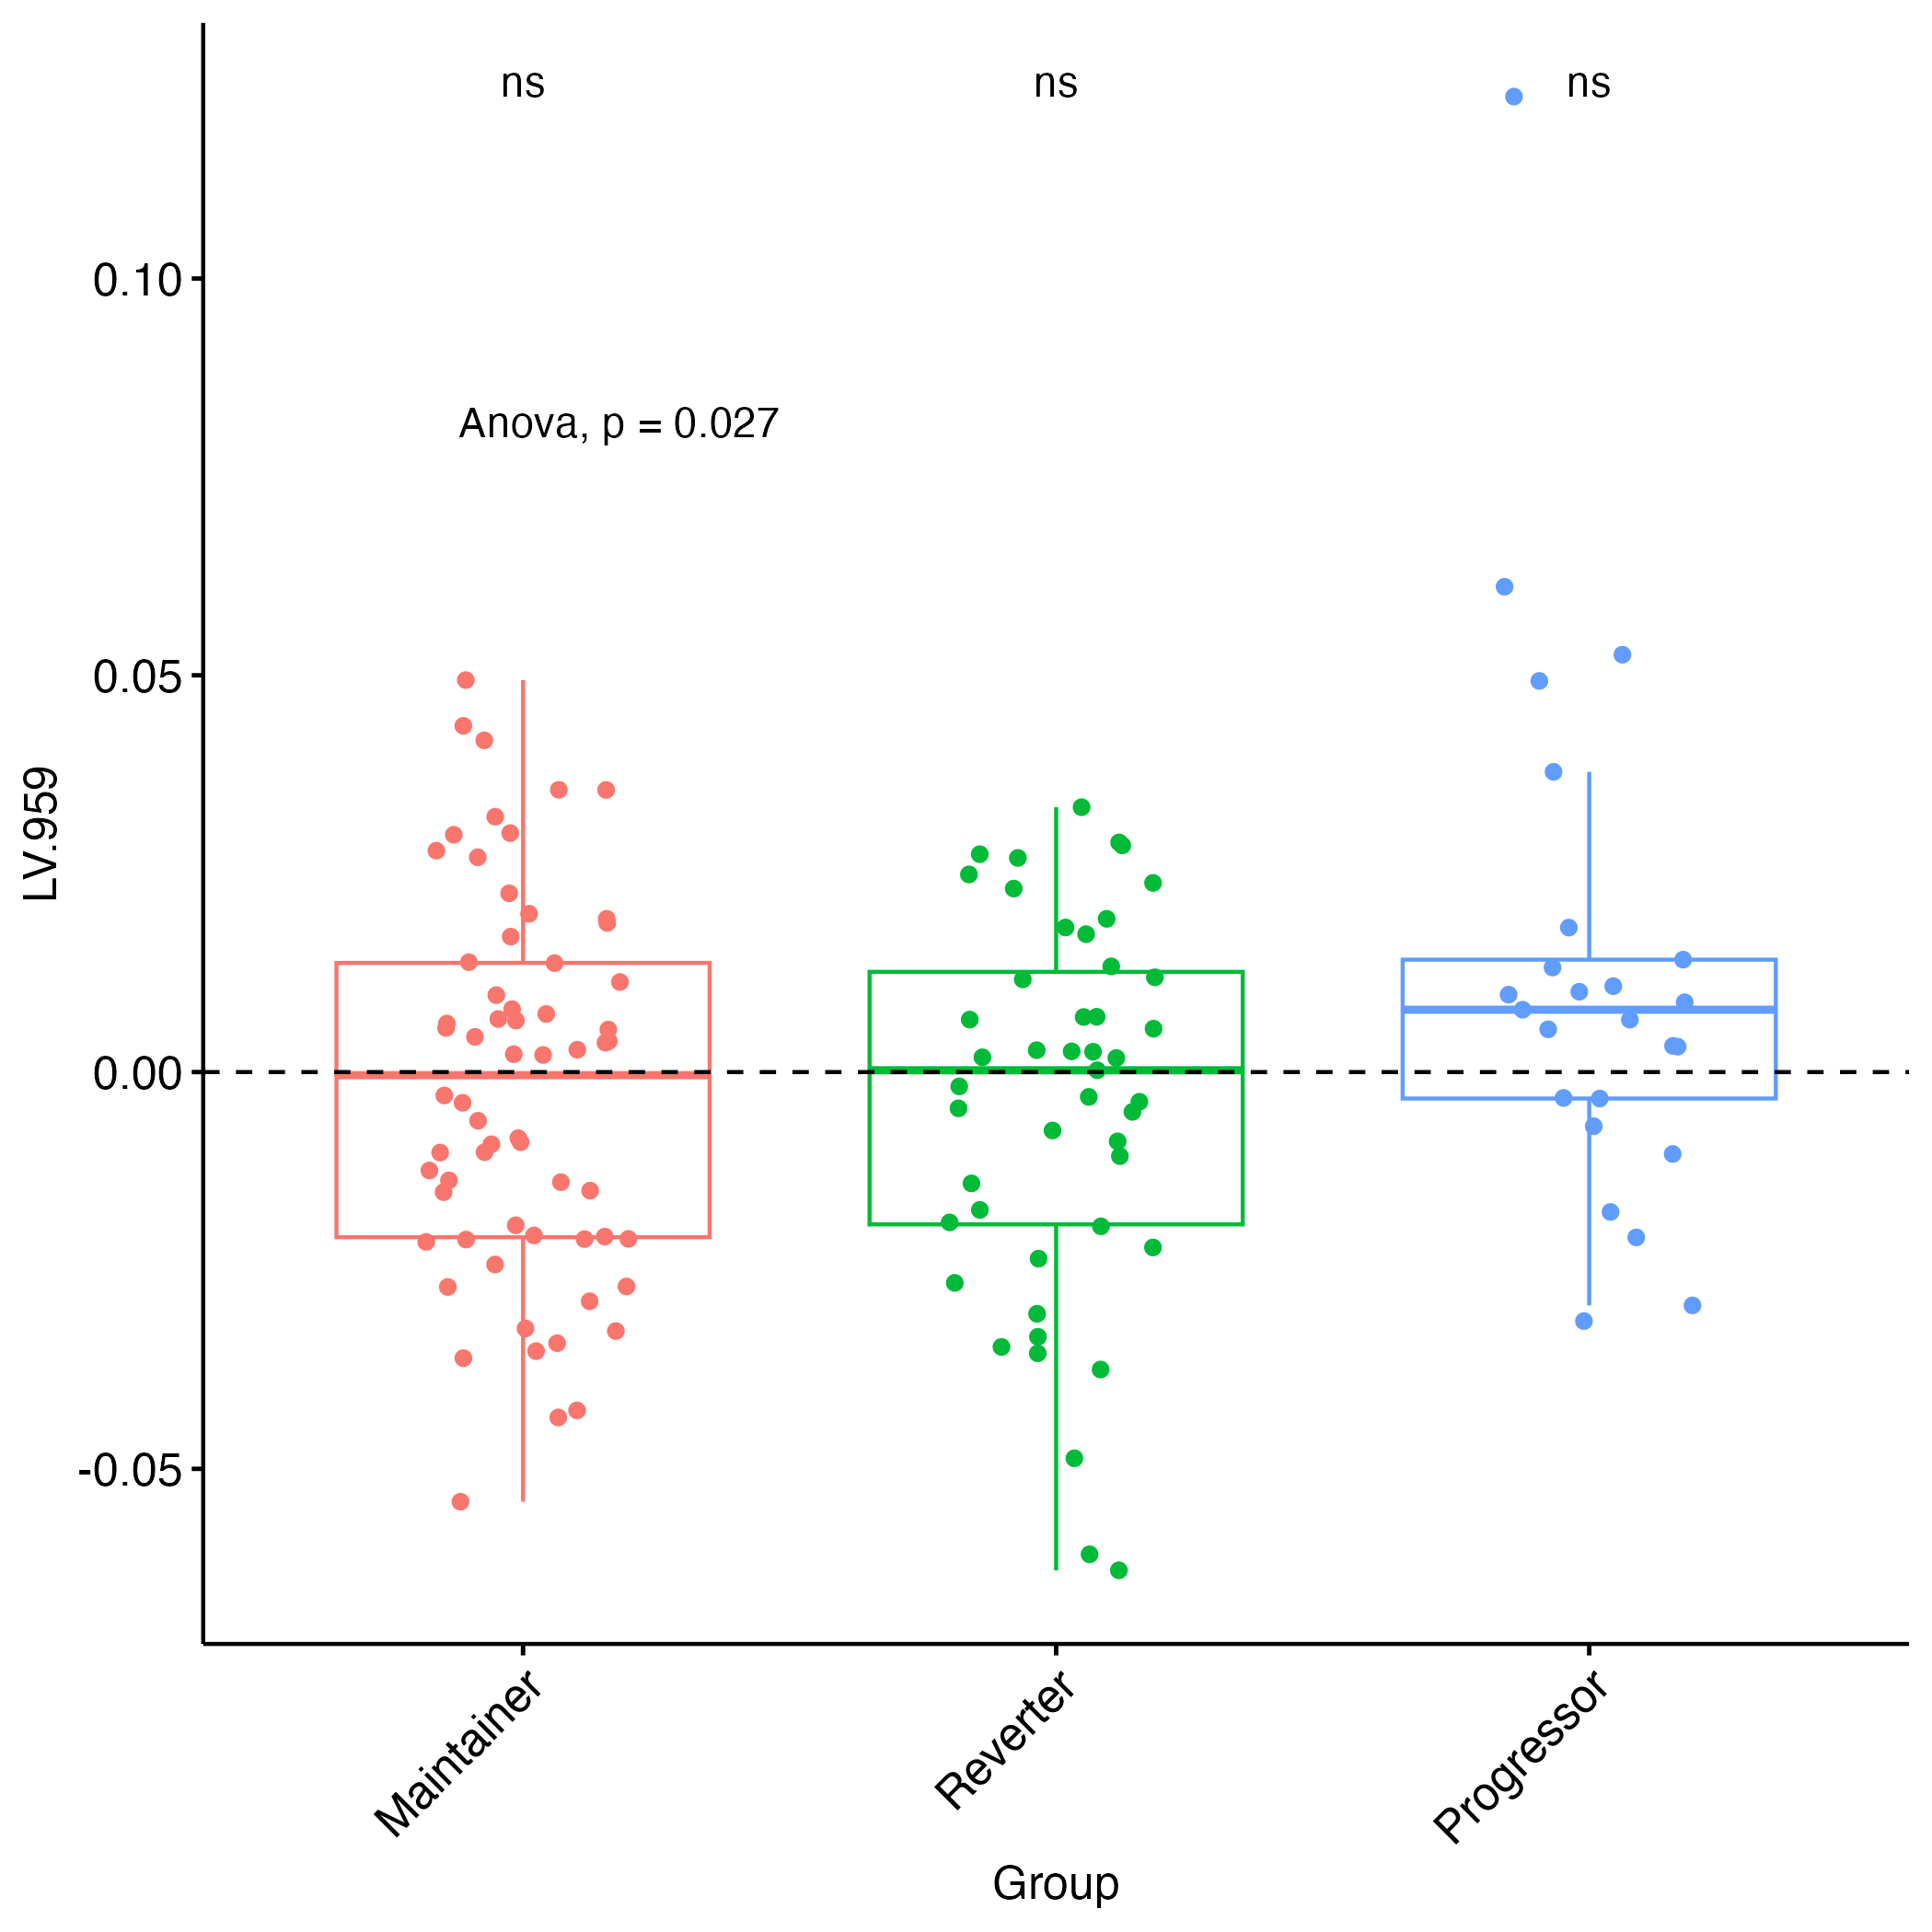 ns ns ns
Anova, p = 0.027
LV.959
0.10
0.05
0.00
-0.05
Maintainer Reverter Progressor
Group